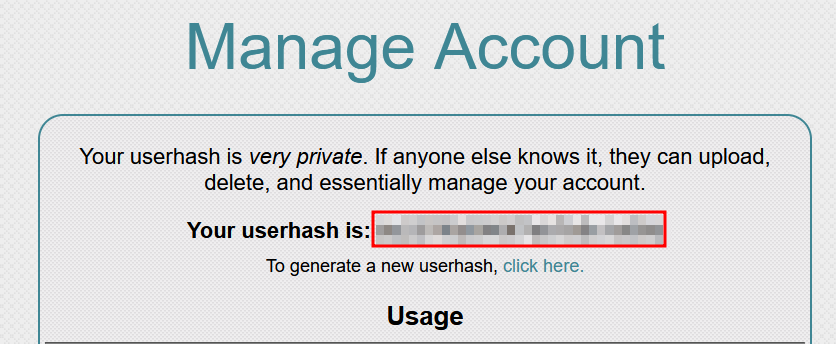 Manage Account
Your userhash is very private. If anyone else knows it, they can upload,
delete, and essentially manage your account.
Your userhash is:
To generate a new userhash, click here.
Usage